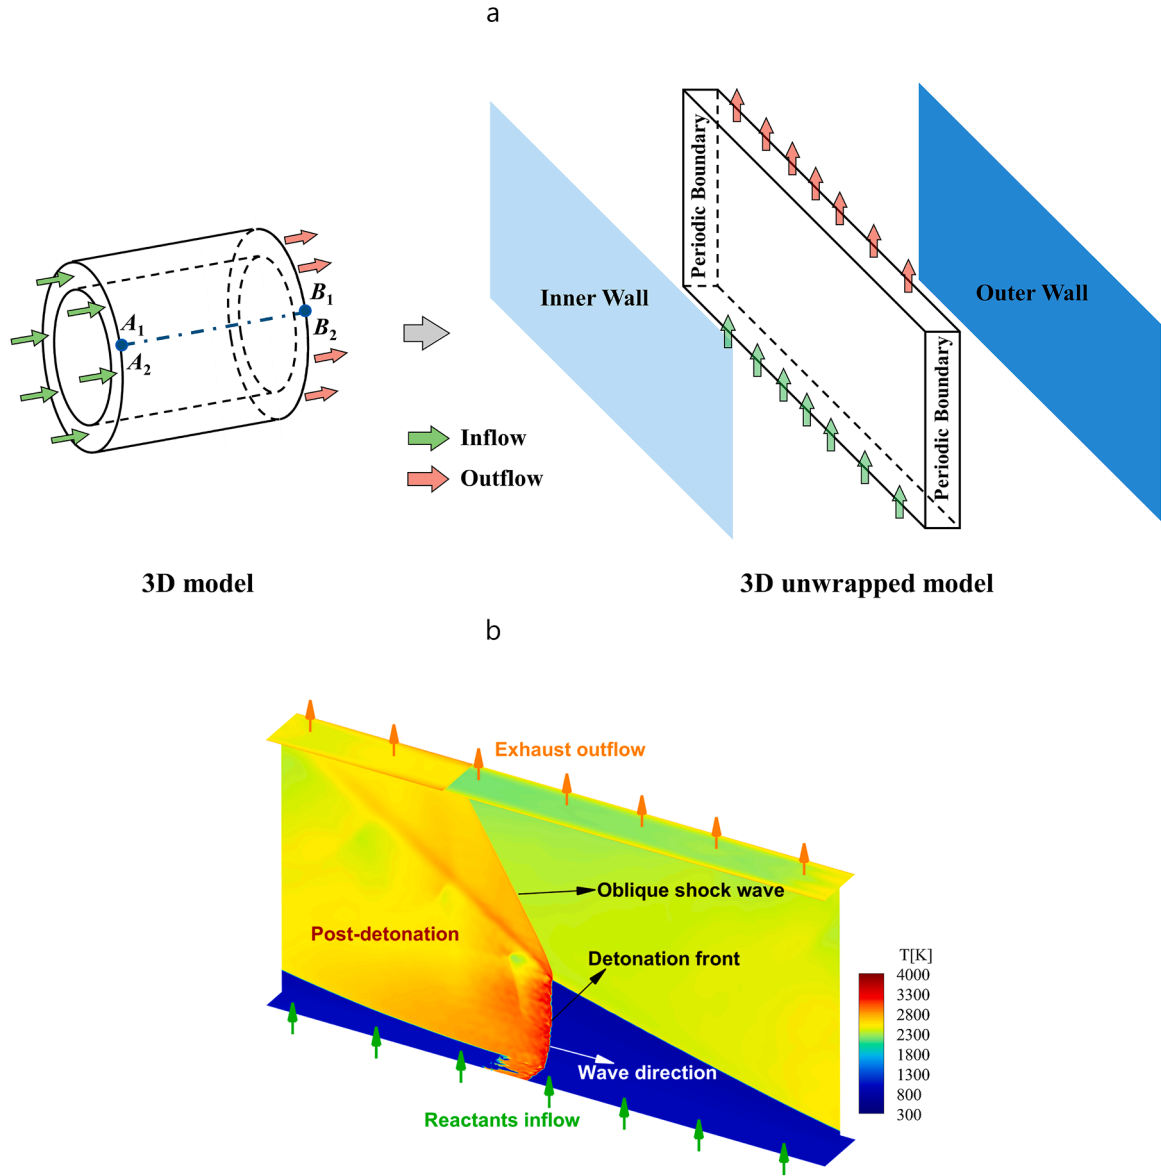 a
Periodic Boundary
Inner Wall
Outer Wall
A1
A2
B1
B2
Periodic Boundary
Inflow
Outflow
3D model
3D unwrapped model
b
Exhaust outflow
Oblique shock wave
Post-detonation
Detonation front
Wave direction
Reactants inflow
T[K]
4000
3300
2800
2300
1800
1300
800
300